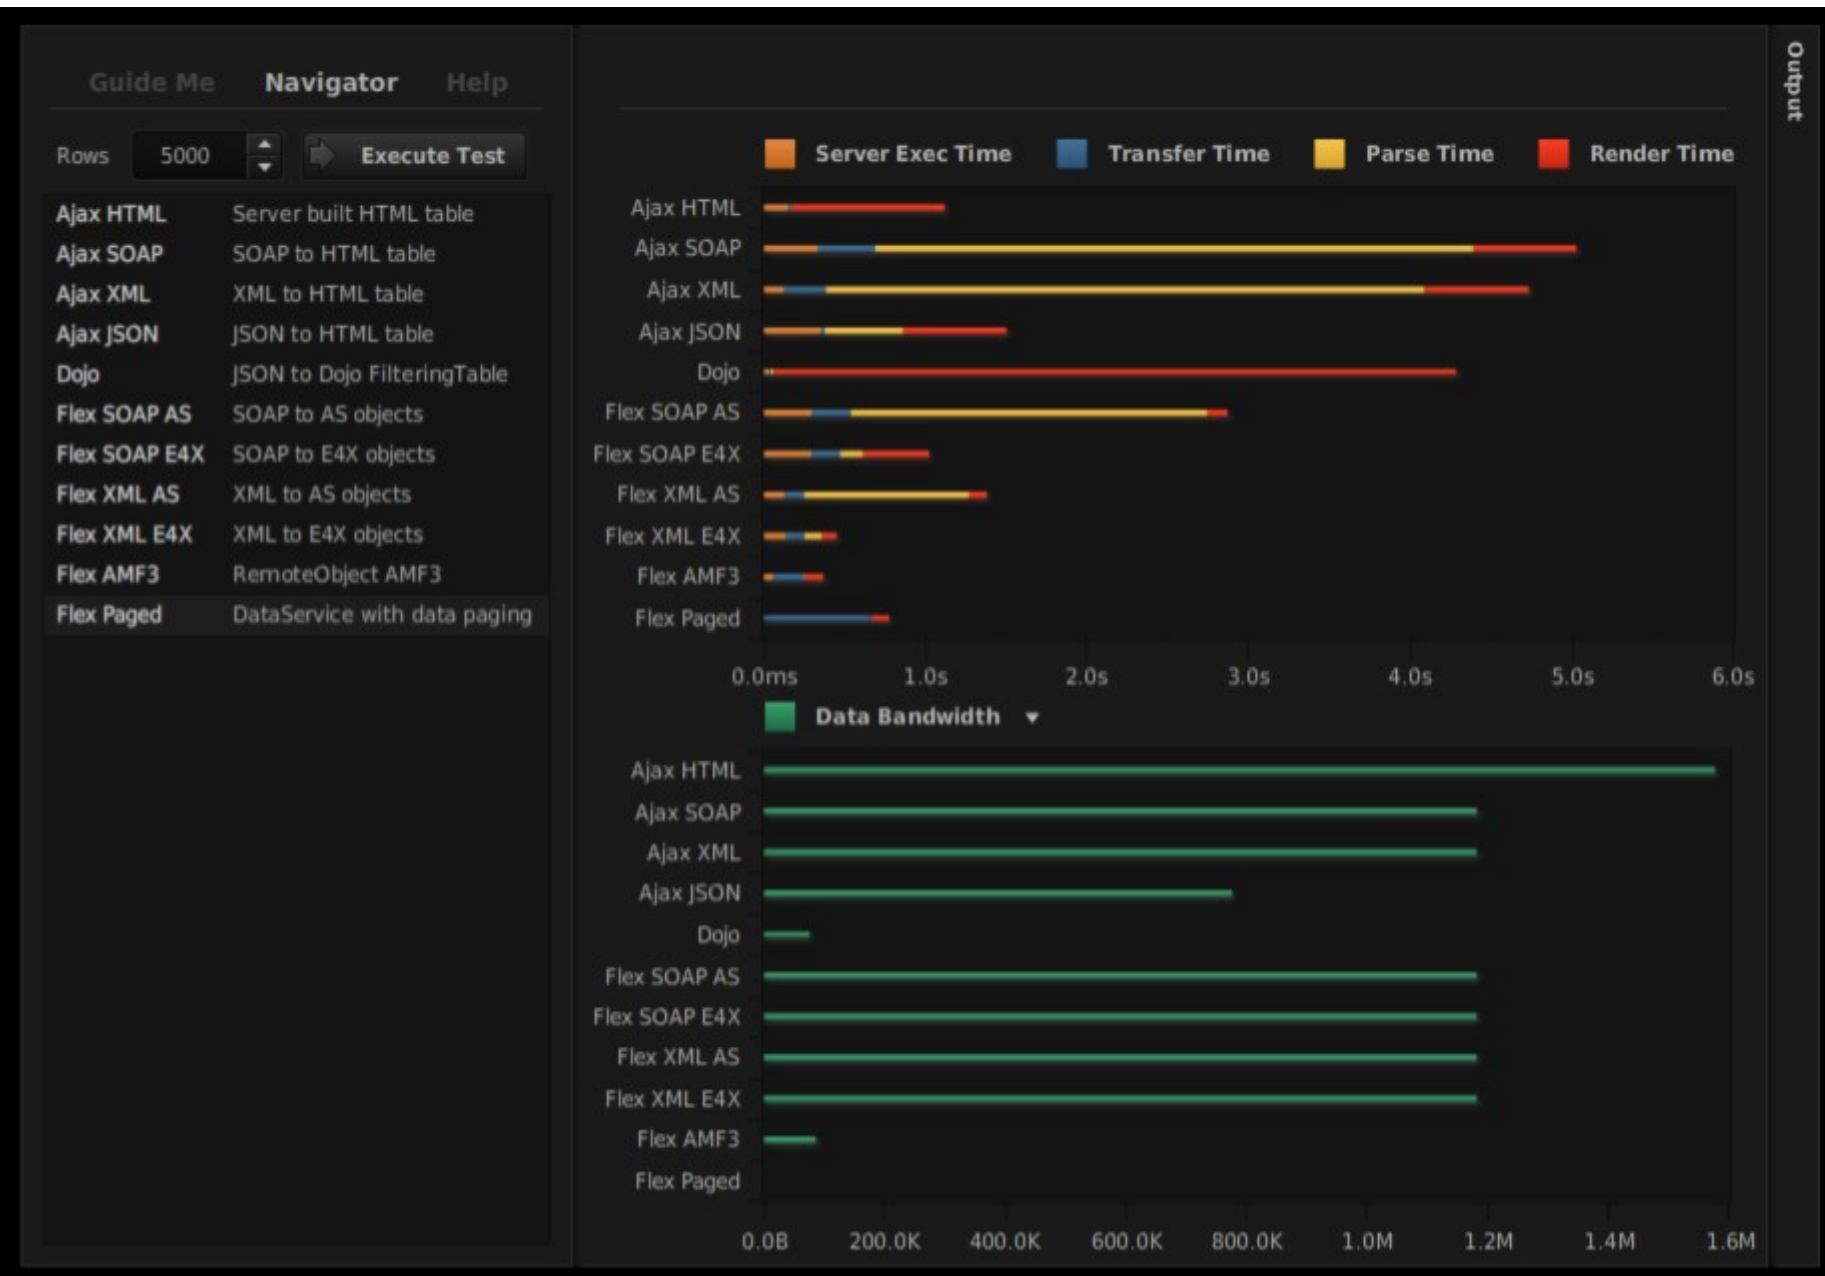 Guide Me Navigator Help
Rows 5000 Execute Test
Ajax HTML Server built HTML table
Ajax SOAP SOAP to HTML table
Ajax XML XML to HTML table
Ajax JSON JSON to HTML table
Dojo JSON to Dojo FilteringTable
Flex SOAP AS SOAP to AS objects
Flex SOAP E4X SOAP to E4X objects
Flex XML AS XML to AS objects
Flex XML E4X XML to E4X objects
Flex AMF3 RemoteObject AMF3
Flex Paged DataService with data paging
Server Exec Time Transfer Time Parse Time Render Time
Ajax HTML
Ajax SOAP
Ajax XML
Ajax JSON
Dojo
Flex SOAP AS
Flex SOAP E4X
Flex XML AS
Flex XML E4X
Flex AMF3
Flex Paged
0.0ms 1.0s 2.0s 3.0s 4.0s 5.0s 6.0s
Data Bandwidth
Ajax HTML
Ajax SOAP
Ajax XML
Ajax JSON
Dojo
Flex SOAP AS
Flex SOAP E4X
Flex XML AS
Flex XML E4X
Flex AMF3
Flex Paged
0.0B 200.0K 400.0K 600.0K 800.0K 1.0M 1.2M 1.4M 1.6M
Output